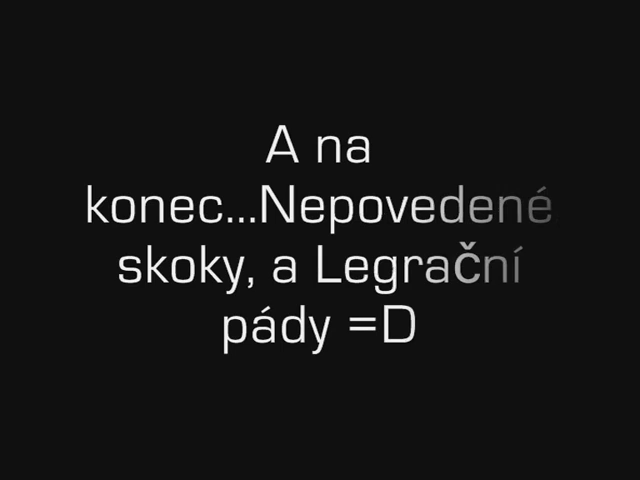 A na
konec...Nepovedené
skoky, a Legrační
pády =D